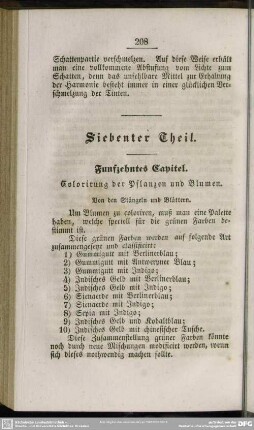 208
Schattenpartie verschmelzen. Auf diese Weise erhält
man eine vollkommene Abstufung vom Lichte zum
Schatten, denn das unfehlbare Mittel zur Erhaltung
der Harmonie besteht immer in einer glücklichen Ver-
schmelzung der Tinten.
Siebenter Theil.
Funfzehntes Capitel.
Colorirung der Pflanzen und Blumen.
Von den Stängeln und Blättern.
Um Blumen zu coloriren, muß man eine Palette
haben, welche speciell für die grünen Farben be-
stimmt ist.
Diese grünen Farben werden auf folgende Art
zusammengesetzt und classificirt:
1) Gummigutt mit Berlinerblau;
2) Gummigutt mit Antwerpner Blau;
3) Gummigutt mit Indigo;
4) Indisches Gelb mit Berlinerblau;
5) Indisches Gelb mit Indigo;
6) Sienaerde mit Berlinerblau;
7) Sienaerde mit Indigo;
8) Sepia mit Indigo;
9) Indisches Gelb und Kobaltblau;
10) Indisches Gelb mit chinesischer Tusche.
Diese Zusammenstellung grüner Farben könnte
noch durch neue Mischungen modificirt werden, wenn
sich dieses nothwendig machen sollte.
DFG